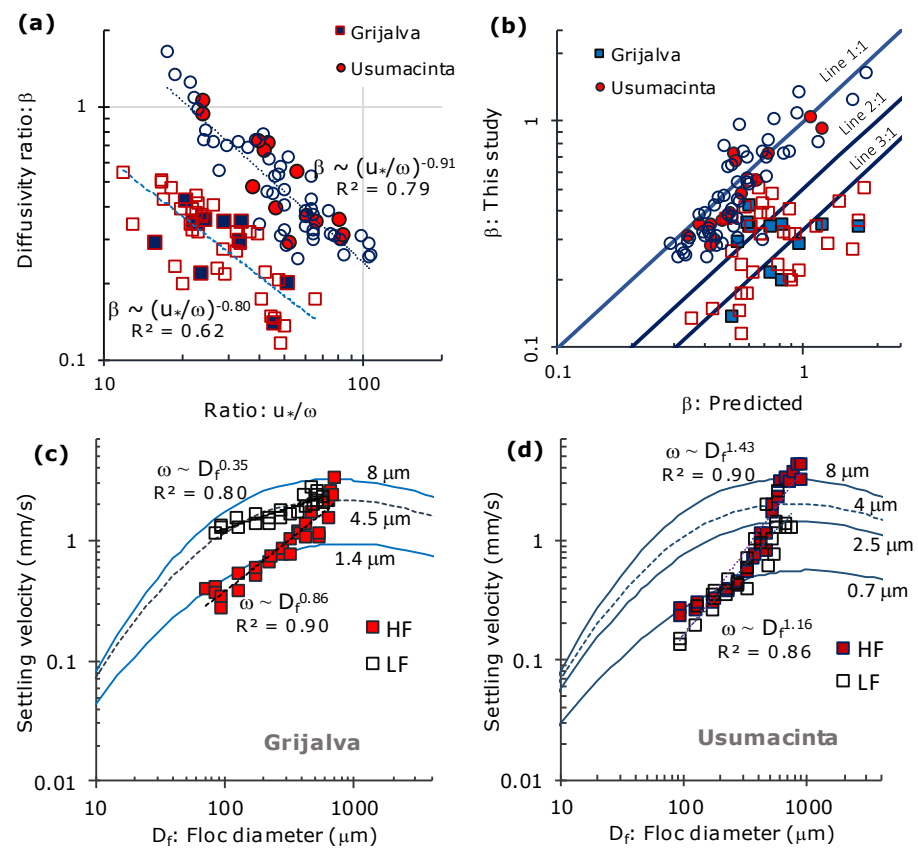 (a)
Grijalva
Usumacinta
Diffusivity ratio: β
1
0.1
10
100
β ~ (u*/ω)^-0.91
R² = 0.79
β ~ (u*/ω)^-0.80
R² = 0.62
Ratio: u*/ω
(b)
Grijalva
Usumacinta
β: This study
1
0.1
0.1
1
Line 1:1
Line 2:1
Line 3:1
β: Predicted
(c)
ω ~ Df^0.35
R² = 0.80
8 µm
4.5 µm
1.4 µm
ω ~ Df^0.86
R² = 0.90
HF
LF
Grijalva
Settling velocity (mm/s)
1
0.1
0.01
10
100
1000
Df: Floc diameter (µm)
(d)
ω ~ Df^1.43
R² = 0.90
8 µm
4 µm
2.5 µm
0.7 µm
ω ~ Df^1.16
R² = 0.86
HF
LF
Usumacinta
Settling velocity (mm/s)
1
0.1
0.01
10
100
1000
Df: Floc diameter (µm)